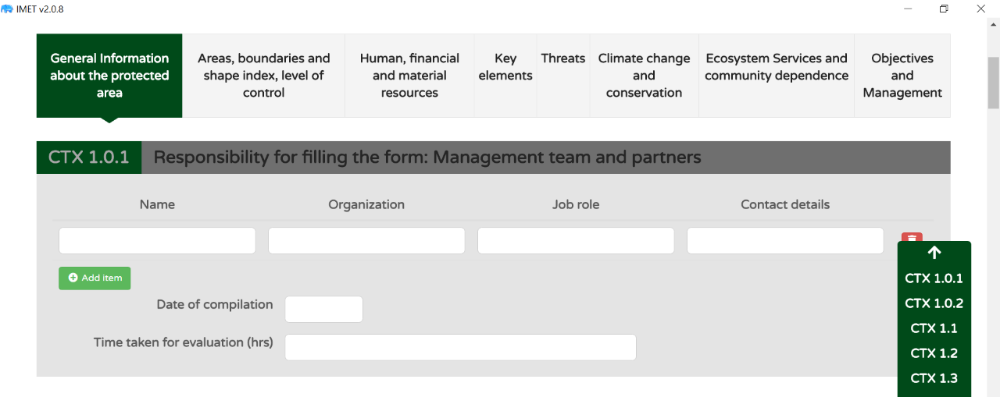 IMET v2.0.8
General Information
about the protected
area
Areas, boundaries and
shape index, level of
control
Human, financial
and material
resources
Key
elements
Threats
Climate change
and
conservation
Ecosystem Services and
community dependence
Objectives
and
Management
CTX 1.0.1 Responsibility for filling the form: Management team and partners
Name Organization Job role Contact details
Add item
Date of compilation
Time taken for evaluation (hrs)
CTX 1.0.1
CTX 1.0.2
CTX 1.1
CTX 1.2
CTX 1.3